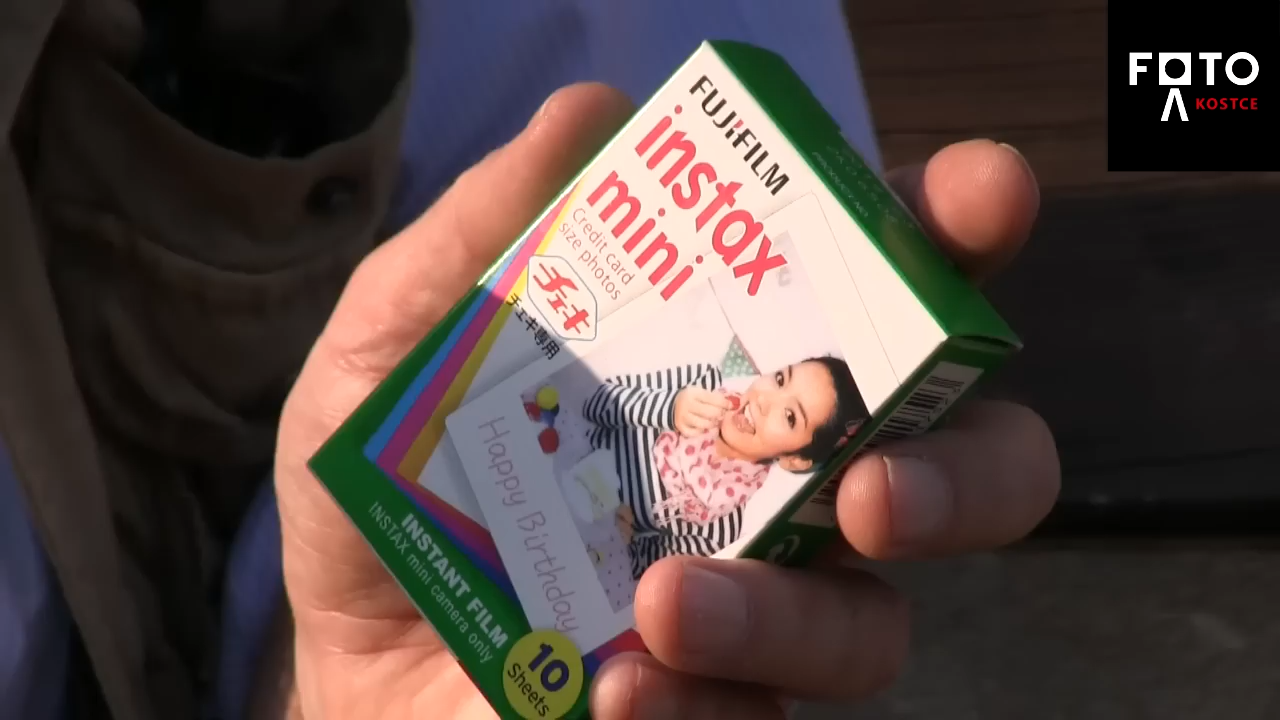 FOTO
KOSTCE
FUJIFILM
instax
mini
Credit card
size photos
チェキ
チェキ専用
Happy Birthday
INSTANT FILM
INSTAX mini camera only
10
Sheets